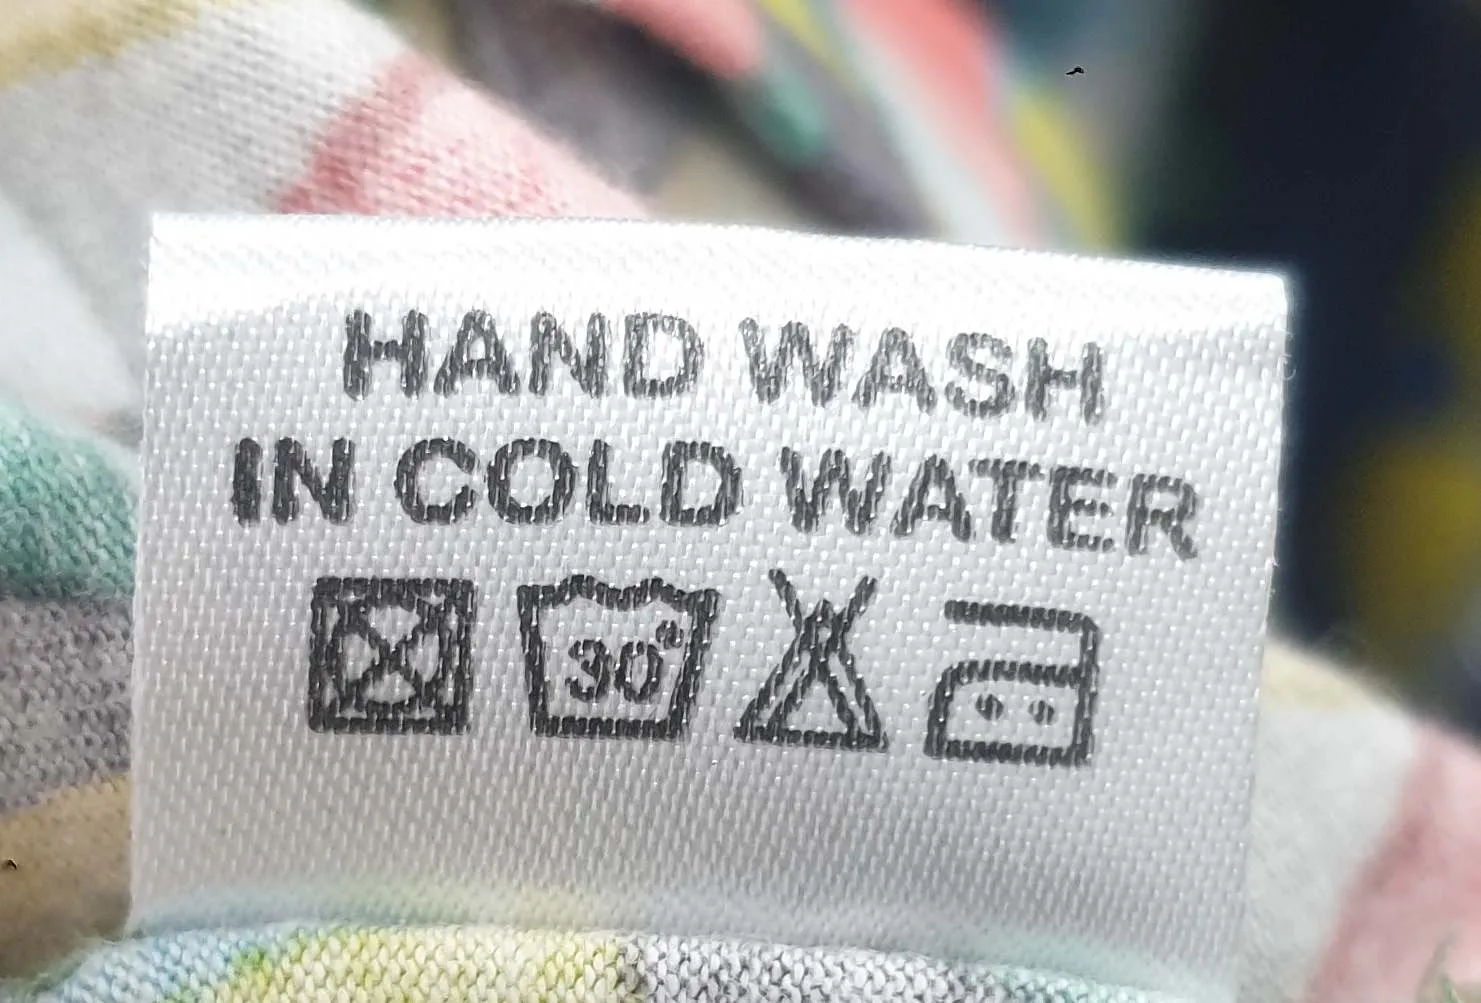 HAND WASH
IN COLD WATER
30°